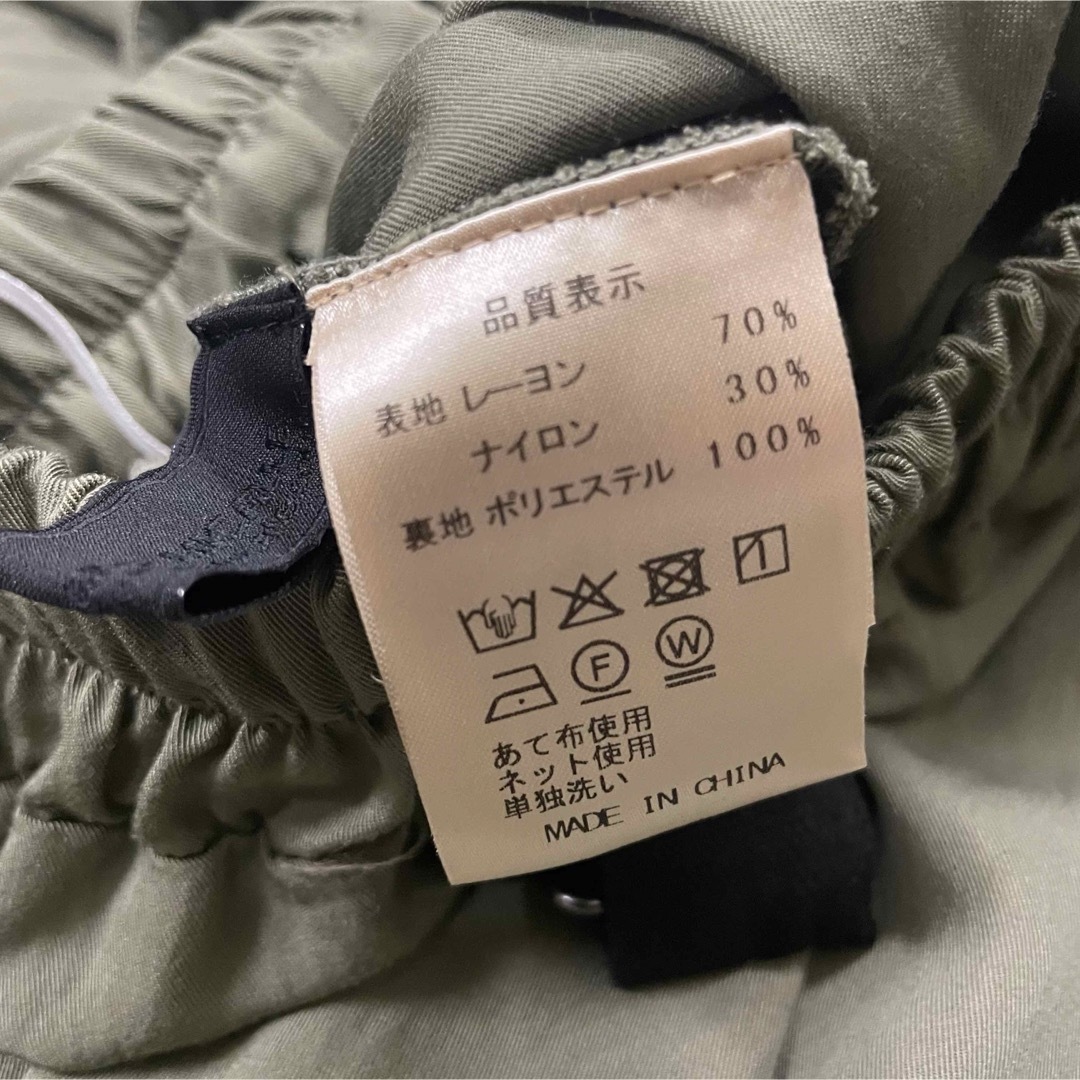 品質表示
表地 レーヨン 70%
ナイロン 30%
裏地 ポリエステル 100%
F W
あて布使用
ネット使用
単独洗い
MADE IN CHINA